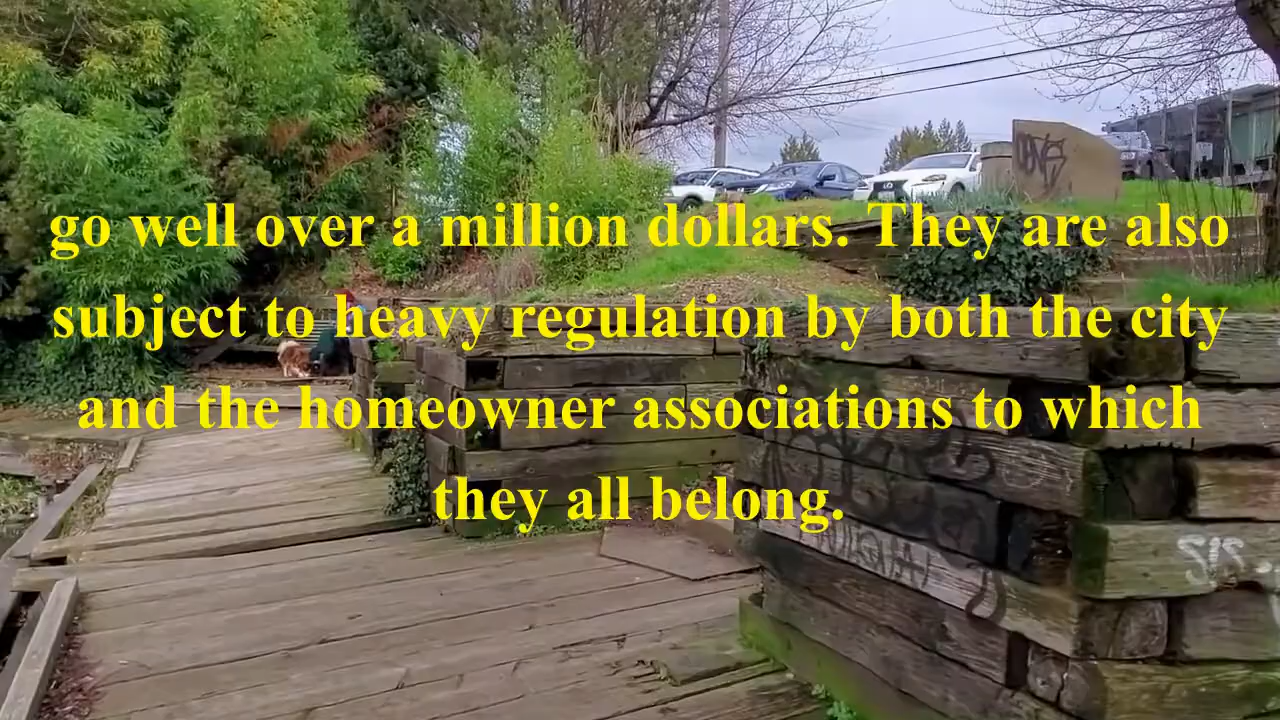 go well over a million dollars. They are also
subject to heavy regulation by both the city
and the homeowner associations to which
they all belong.